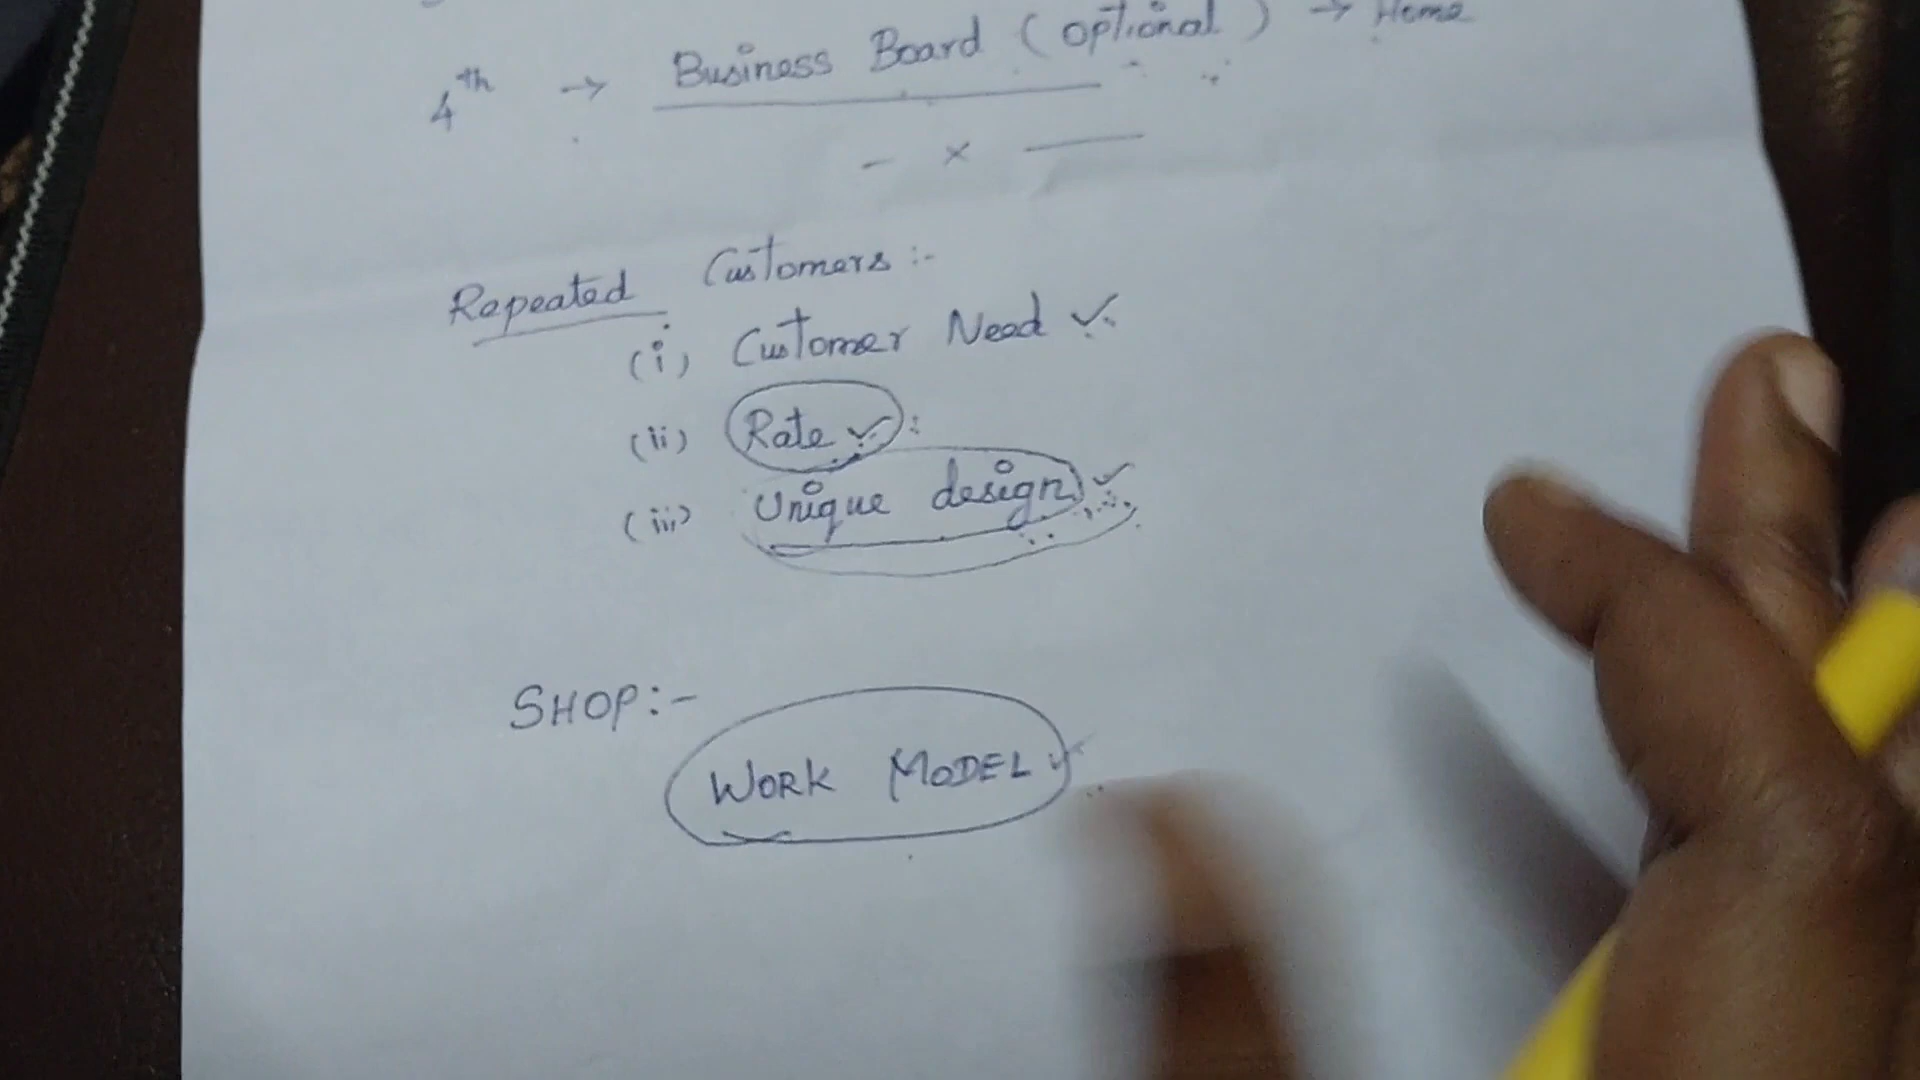 4th → Business Board (optional) → Home
- x —
Repeated Customers :-
(i) Customer Need ✓
(ii) Rate ✓ :
(iii) Unique design ✓
SHOP:-
WORK MODEL ✓